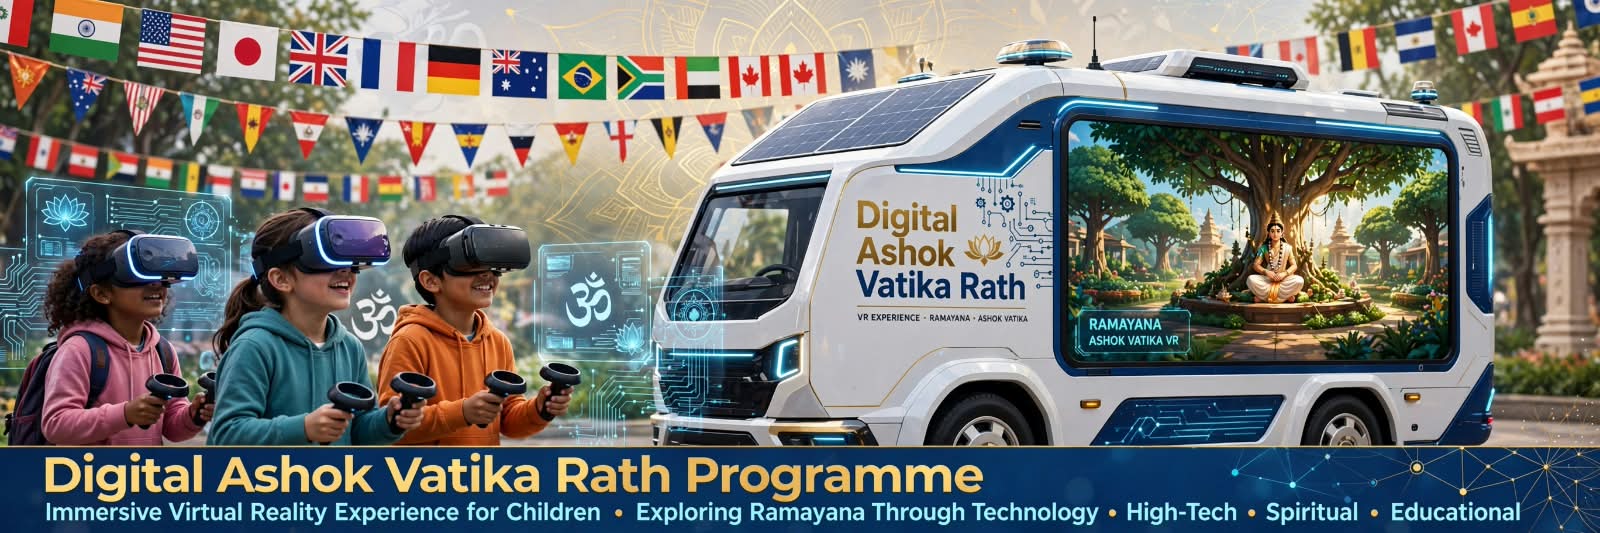 Digital
Ashok
Vatika Rath
VR EXPERIENCE • RAMAYANA • ASHOK VATIKA
RAMAYANA
ASHOK VATIKA VR
ॐ
ॐ
Digital Ashok Vatika Rath Programme
Immersive Virtual Reality Experience for Children • Exploring Ramayana Through Technology • High-Tech • Spiritual • Educational